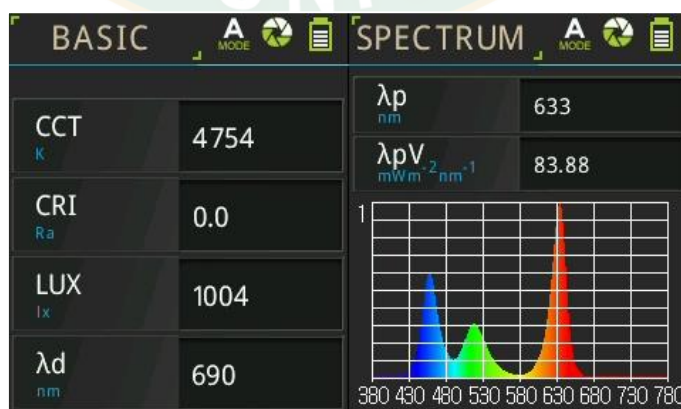 BASIC
A
MODE
CCT
K
4754
CRI
Ra
0.0
LUX
lx
1004
λd
nm
690
SPECTRUM
A
MODE
λp
nm
633
λpV
mWm-2nm-1
83.88
1
380 430 480 530 580 630 680 730 780